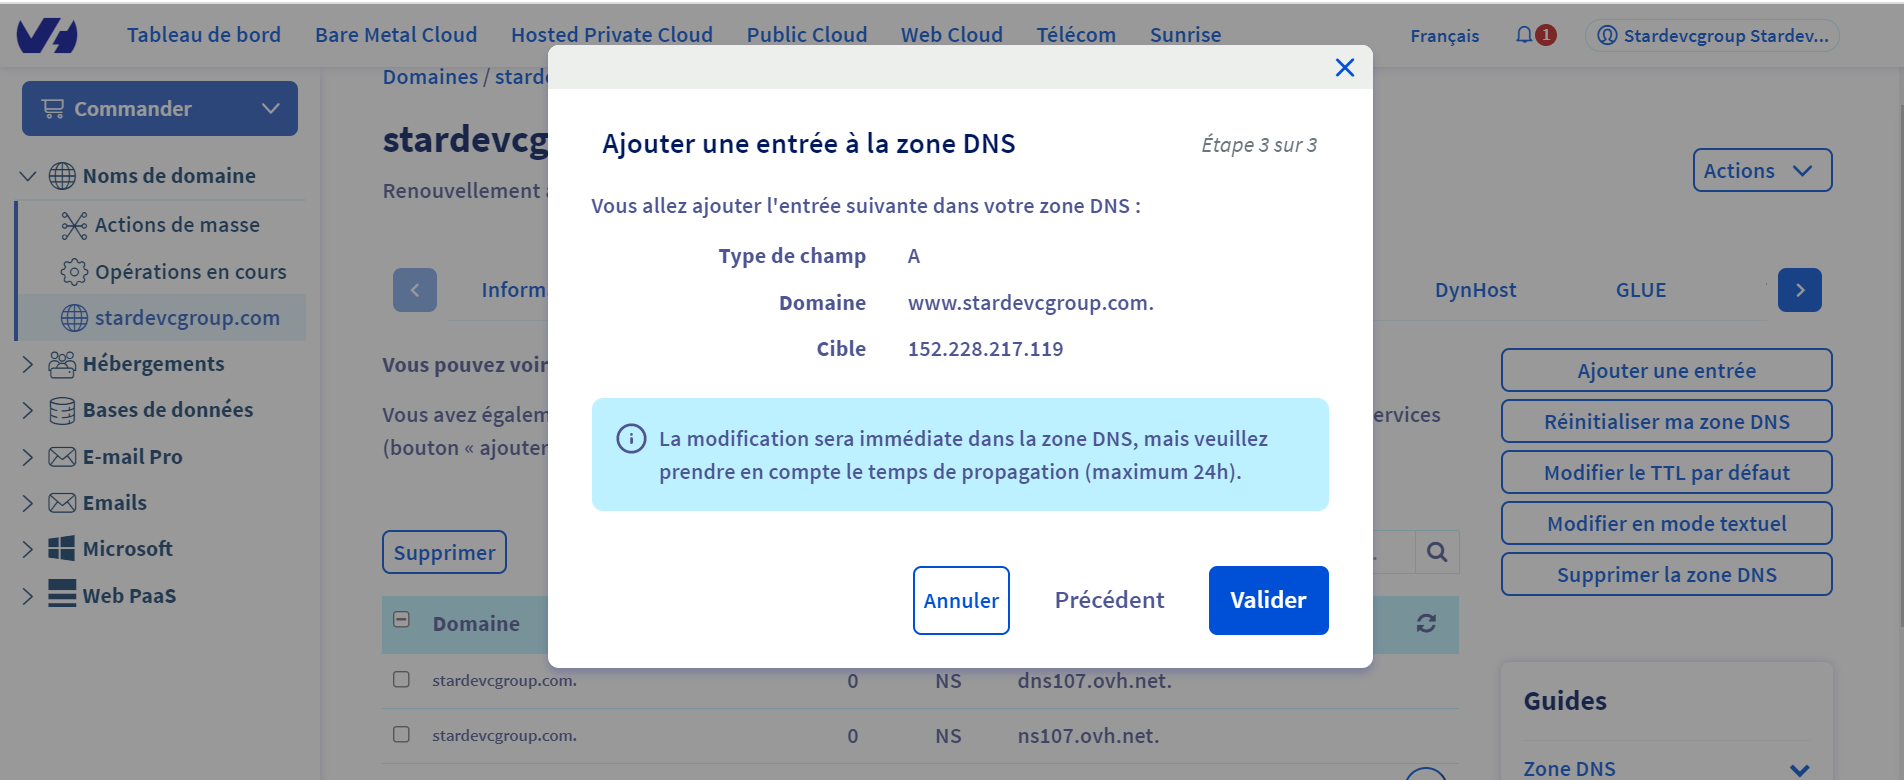 Tableau de bord
Bare Metal Cloud
Hosted Private Cloud
Public Cloud
Web Cloud
Télécom
Sunrise
Français
1
Stardevcgroup Stardev...
Commander
Noms de domaine
Actions de masse
Opérations en cours
stardevcgroup.com
Hébergements
Bases de données
E-mail Pro
Emails
Microsoft
Web PaaS
Domaines / stard
stardevcg
Renouvellement
Actions
Inform
DynHost
GLUE
Vous pouvez voir
Vous avez égalem
ervices
(bouton « ajouter
Supprimer
Domaine
stardevcgroup.com.
0
NS
dns107.ovh.net.
stardevcgroup.com.
0
NS
ns107.ovh.net.
Ajouter une entrée à la zone DNS
Étape 3 sur 3
Vous allez ajouter l'entrée suivante dans votre zone DNS :
Type de champ A
Domaine www.stardevcgroup.com.
Cible 152.228.217.119
La modification sera immédiate dans la zone DNS, mais veuillez
prendre en compte le temps de propagation (maximum 24h).
Annuler
Précédent
Valider
Ajouter une entrée
Réinitialiser ma zone DNS
Modifier le TTL par défaut
Modifier en mode textuel
Supprimer la zone DNS
Guides
Zone DNS